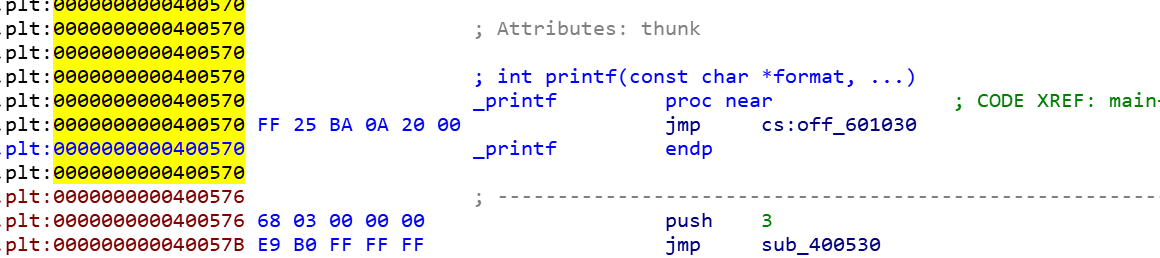 .plt:0000000000400570
.plt:0000000000400570 ; Attributes: thunk
.plt:0000000000400570
.plt:0000000000400570 ; int printf(const char *format, ...)
.plt:0000000000400570 _printf proc near ; CODE XREF: main
.plt:0000000000400570 FF 25 BA 0A 20 00 jmp cs:off_601030
.plt:0000000000400570 _printf endp
.plt:0000000000400570
.plt:0000000000400576 ; ---------------------------------------------------------
.plt:0000000000400576 68 03 00 00 00 push 3
.plt:000000000040057B E9 B0 FF FF FF jmp sub_400530